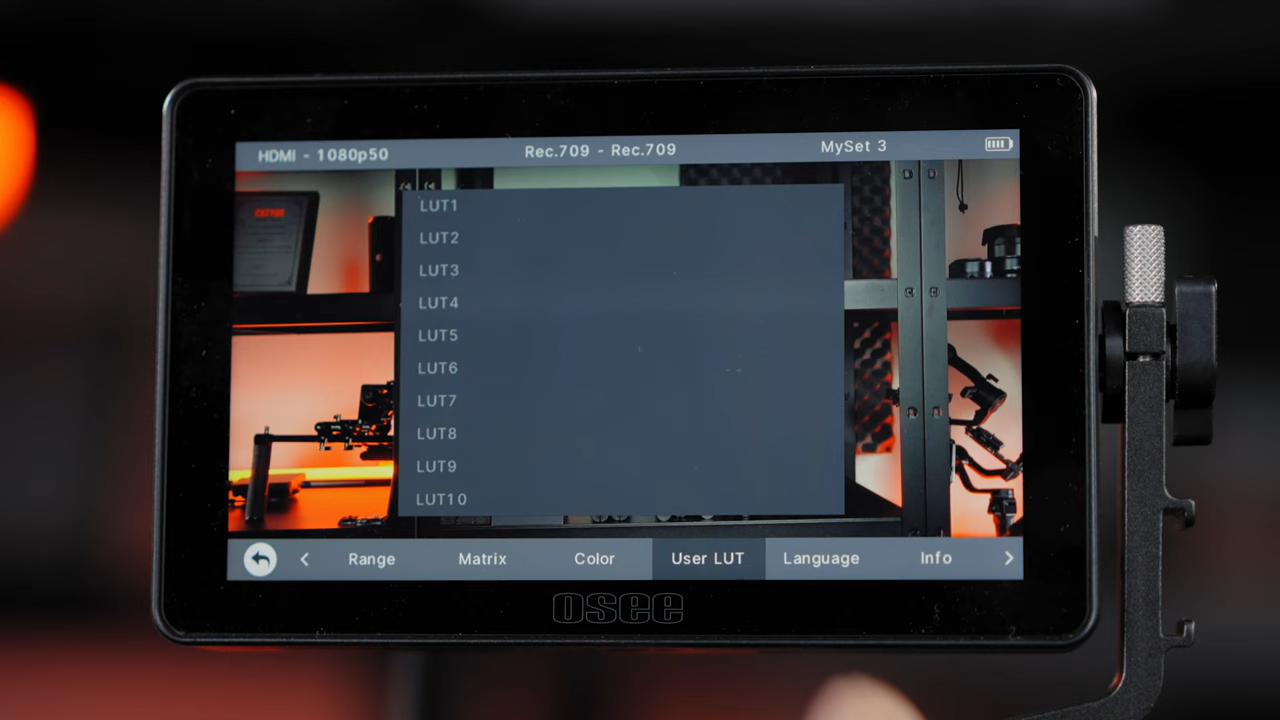 HDMI - 1080p50 Rec.709 - Rec.709 MySet 3
LUT1
LUT2
LUT3
LUT4
LUT5
LUT6
LUT7
LUT8
LUT9
LUT10
Range Matrix Color User LUT Language Info
osee